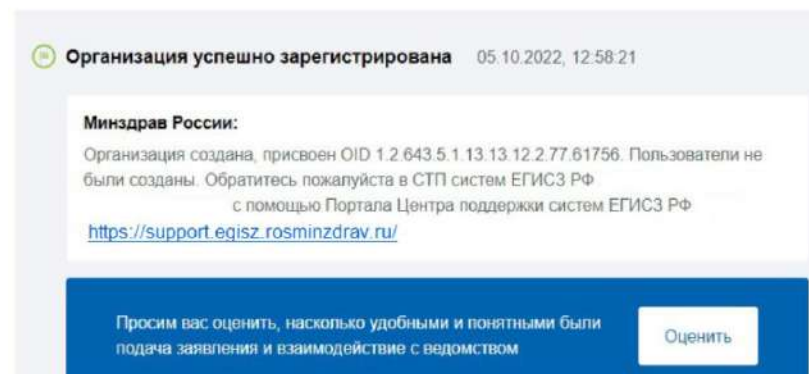 Организация успешно зарегистрирована 05.10.2022, 12:58:21
Минздрав России:
Организация создана, присвоен OID 1.2.643.5.1.13.13.12.2.77.61756. Пользователи не
были созданы. Обратитесь пожалуйста в СТП систем ЕГИСЗ РФ
с помощью Портала Центра поддержки систем ЕГИСЗ РФ
https://support.egisz.rosminzdrav.ru/
Просим вас оценить, насколько удобными и понятными были
подача заявления и взаимодействие с ведомством
Оценить